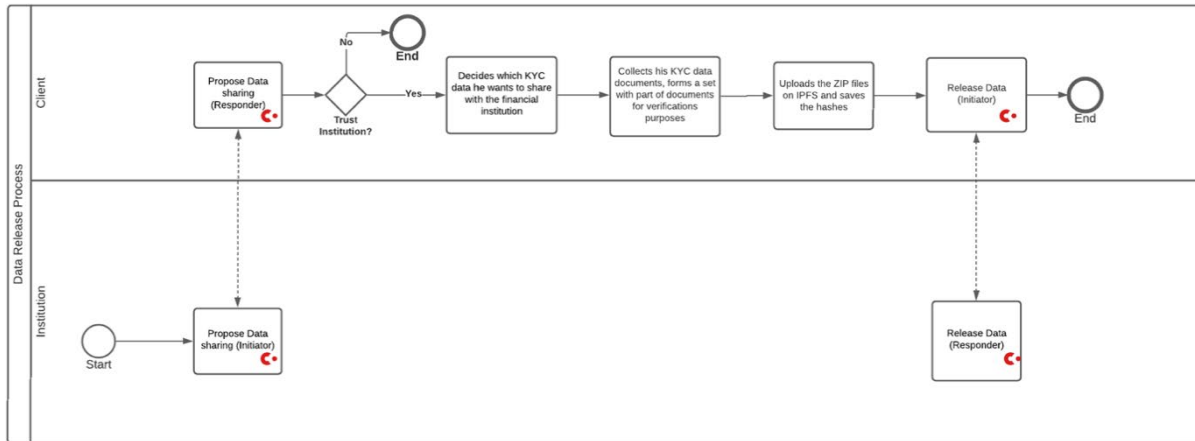 Data Release Process
Client
No
End
Propose Data
sharing
(Responder)
Trust
Institution?
Yes
Decides which KYC
data he wants to share
with the financial
institution
Collects his KYC data
documents, forms a set
with part of documents
for verifications
purposes
Uploads the ZIP files
on IPFS and saves
the hashes
Release Data
(Initiator)
End
Institution
Start
Propose Data
sharing (Initiator)
Release Data
(Responder)